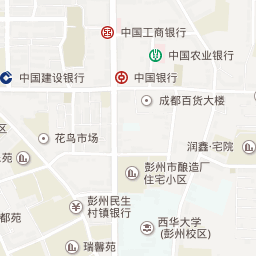 中国工商银行
中国农业银行
中国建设银行
中国银行
成都百货大楼
区
花鸟市场
润鑫·宅院
苑
彭州市酿造厂
住宅小区
彭州民生
村镇银行
都苑
西华大学
(彭州校区)
瑞馨苑